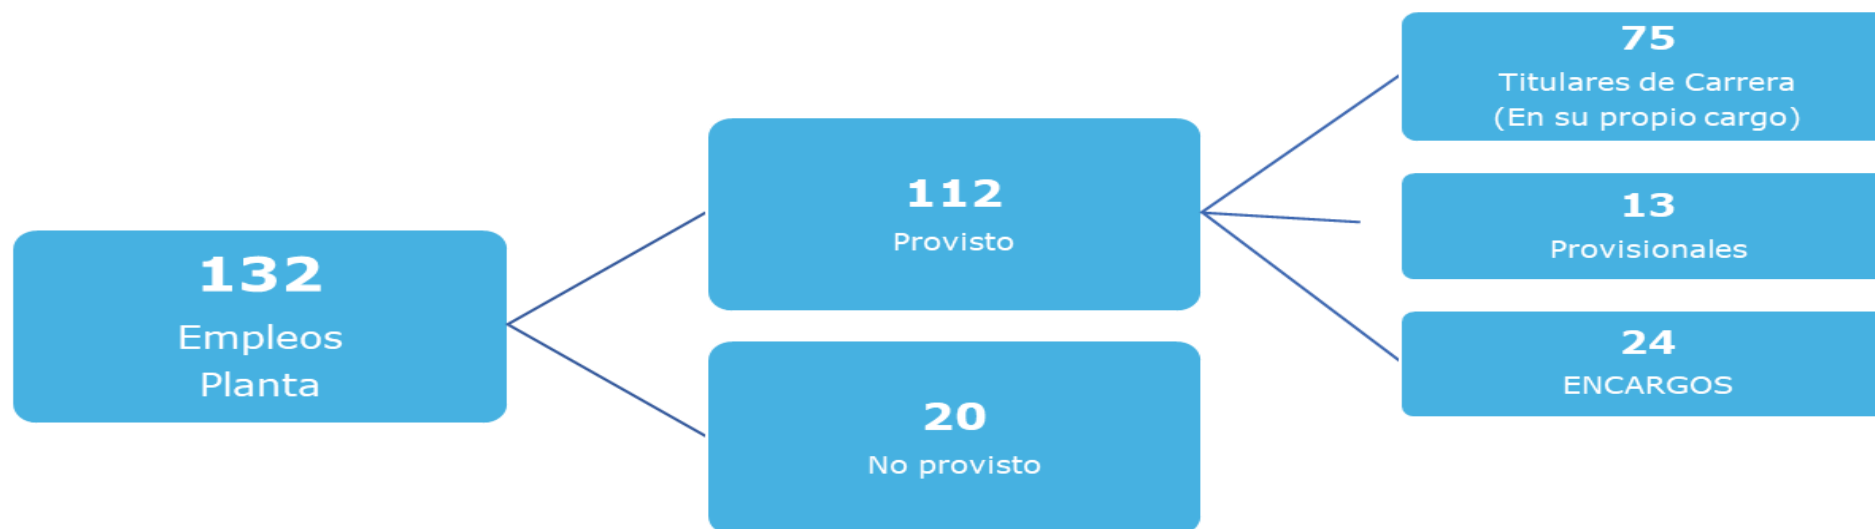 132
Empleos
Planta
112
Provisto
20
No provisto
75
Titulares de Carrera
(En su propio cargo)
13
Provisionales
24
ENCARGOS